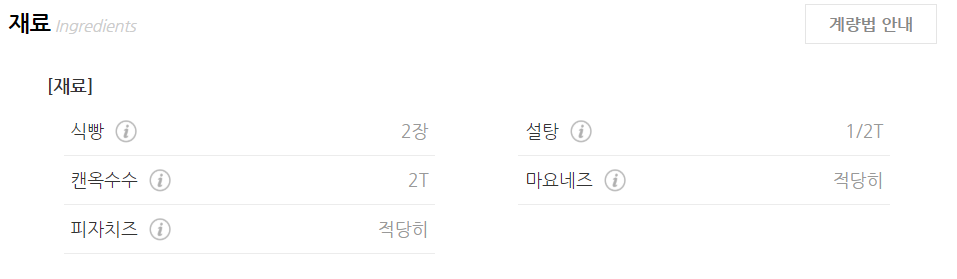 재료 Ingredients
계량법 안내
[재료]
식빵 2장
설탕 1/2T
캔옥수수 2T
마요네즈 적당히
피자치즈 적당히